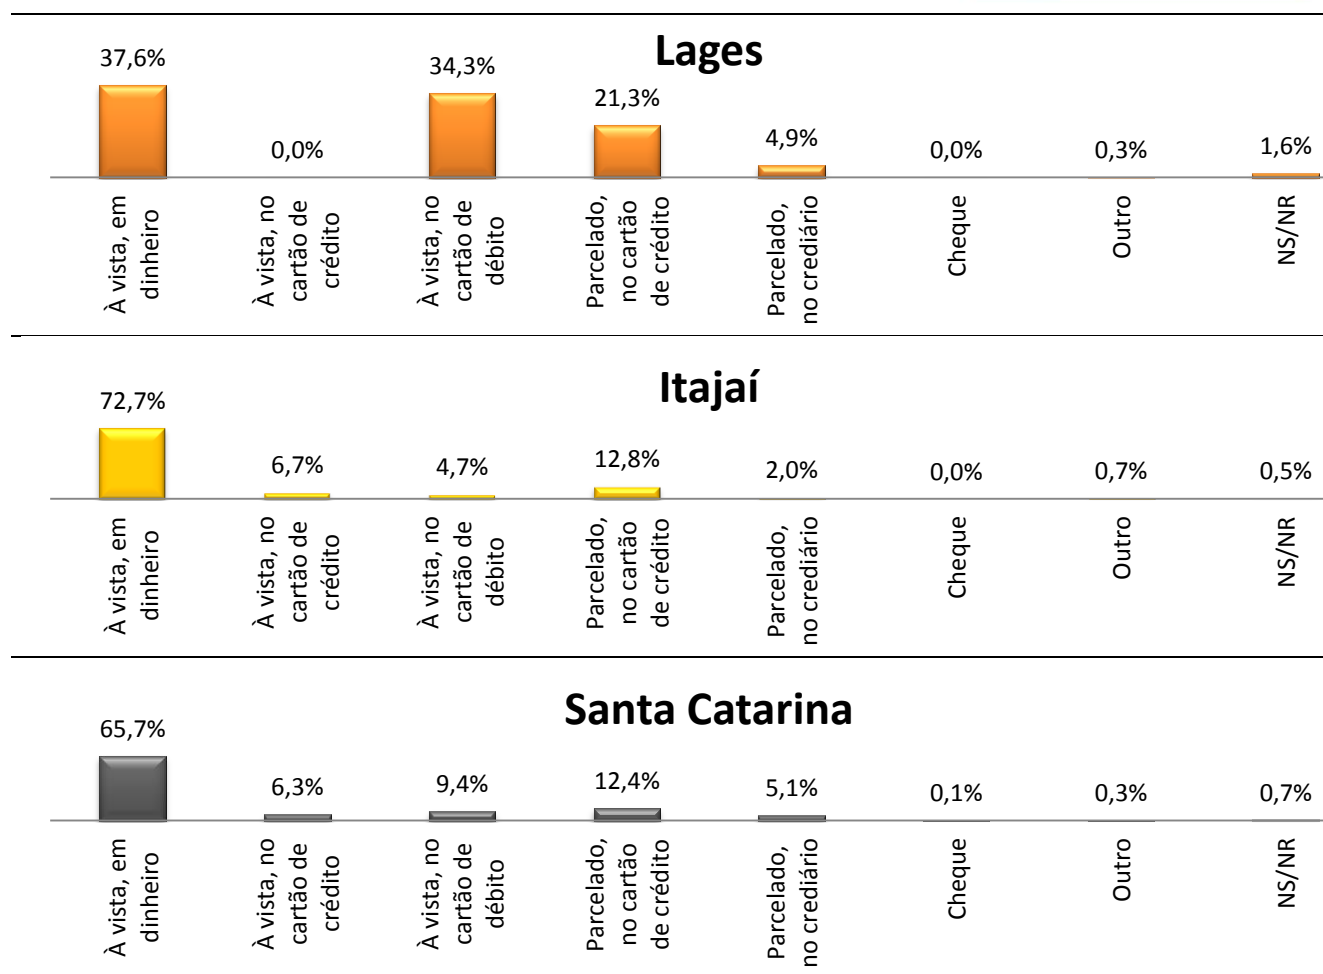 Lages
37,6%
0,0%
34,3%
21,3%
4,9%
0,0%
0,3%
1,6%
À vista, em
dinheiro
À vista, no
cartão de
crédito
À vista, no
cartão de
débito
Parcelado,
no cartão
de crédito
Parcelado,
no crediário
Cheque
Outro
NS/NR
Itajaí
72,7%
6,7%
4,7%
12,8%
2,0%
0,0%
0,7%
0,5%
À vista, em
dinheiro
À vista, no
cartão de
crédito
À vista, no
cartão de
débito
Parcelado,
no cartão
de crédito
Parcelado,
no crediário
Cheque
Outro
NS/NR
Santa Catarina
65,7%
6,3%
9,4%
12,4%
5,1%
0,1%
0,3%
0,7%
À vista, em
dinheiro
À vista, no
cartão de
crédito
À vista, no
cartão de
débito
Parcelado,
no cartão
de crédito
Parcelado,
no crediário
Cheque
Outro
NS/NR